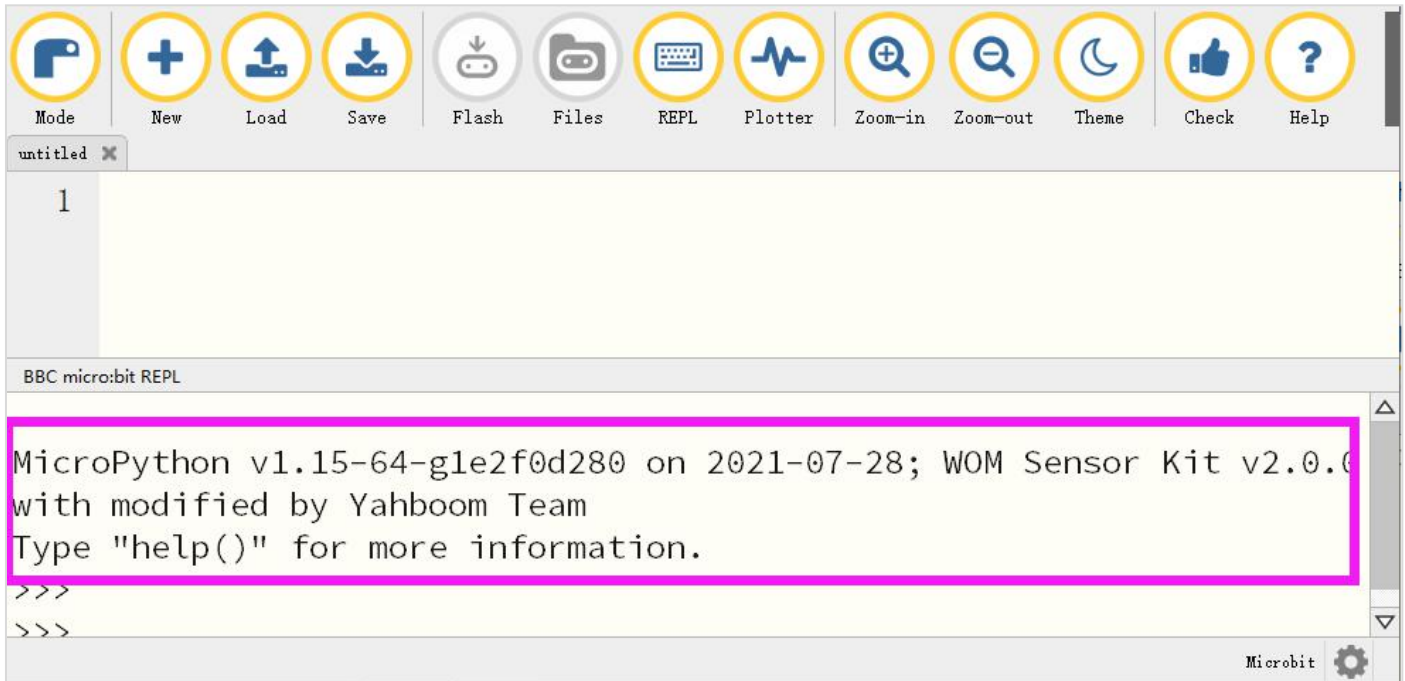 Mode New Load Save Flash Files REPL Plotter Zoom-in Zoom-out Theme Check Help
untitled
1
BBC micro:bit REPL
MicroPython v1.15-64-g1e2f0d280 on 2021-07-28; WOM Sensor Kit v2.0.0
with modified by Yahboom Team
Type "help()" for more information.
>>>
>>>
Microbit